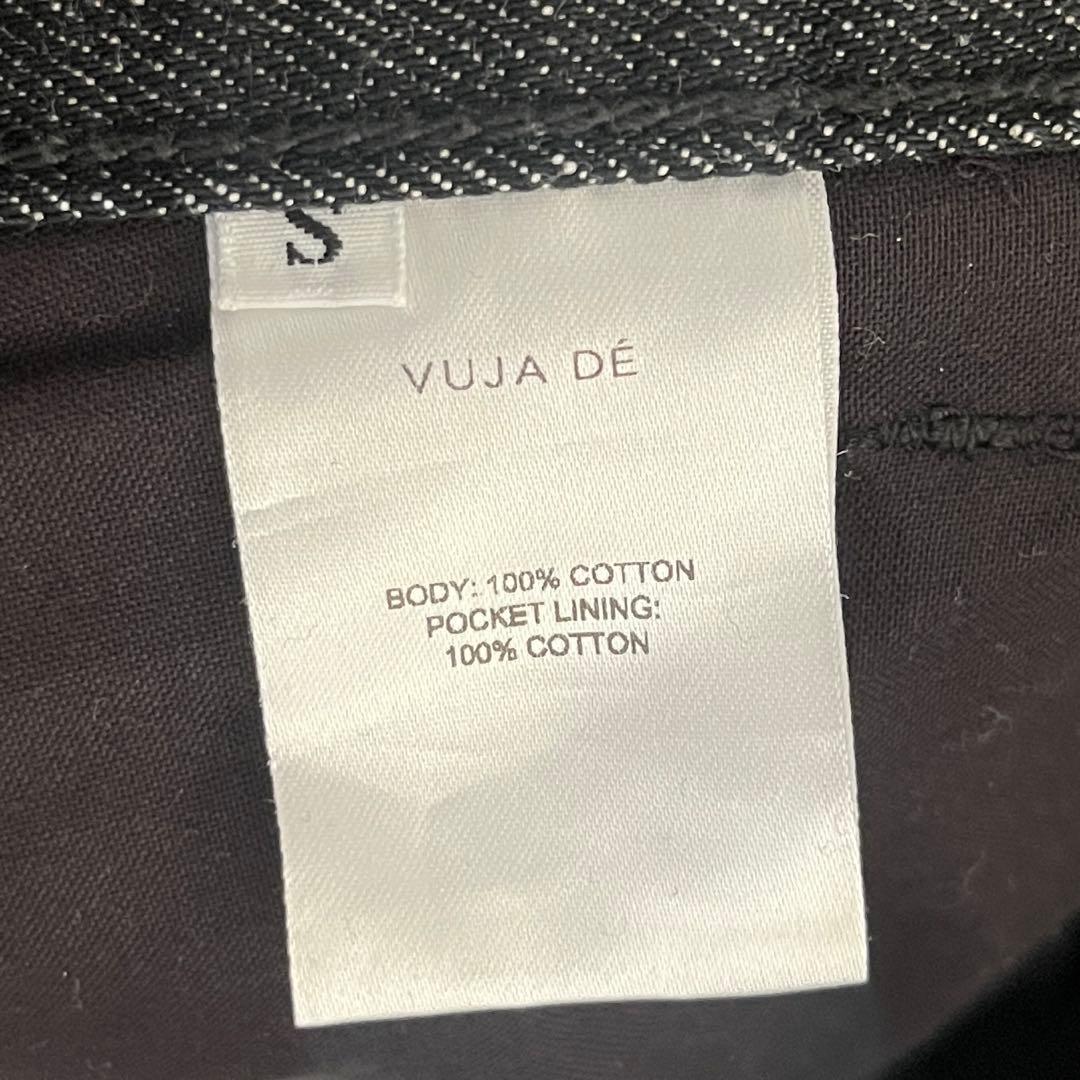 S
VUJA DÉ
BODY: 100% COTTON
POCKET LINING:
100% COTTON